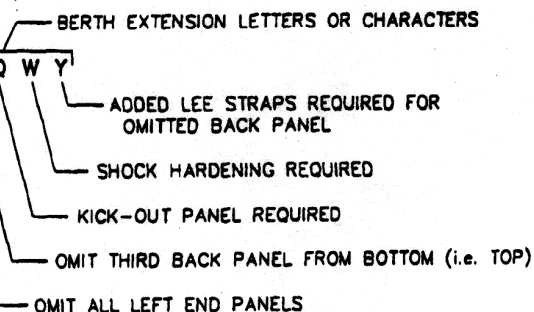 BERTH EXTENSION LETTERS OR CHARACTERS
Q W Y
ADDED LEE STRAPS REQUIRED FOR
OMITTED BACK PANEL
SHOCK HARDENING REQUIRED
KICK-OUT PANEL REQUIRED
OMIT THIRD BACK PANEL FROM BOTTOM (i.e. TOP)
OMIT ALL LEFT END PANELS